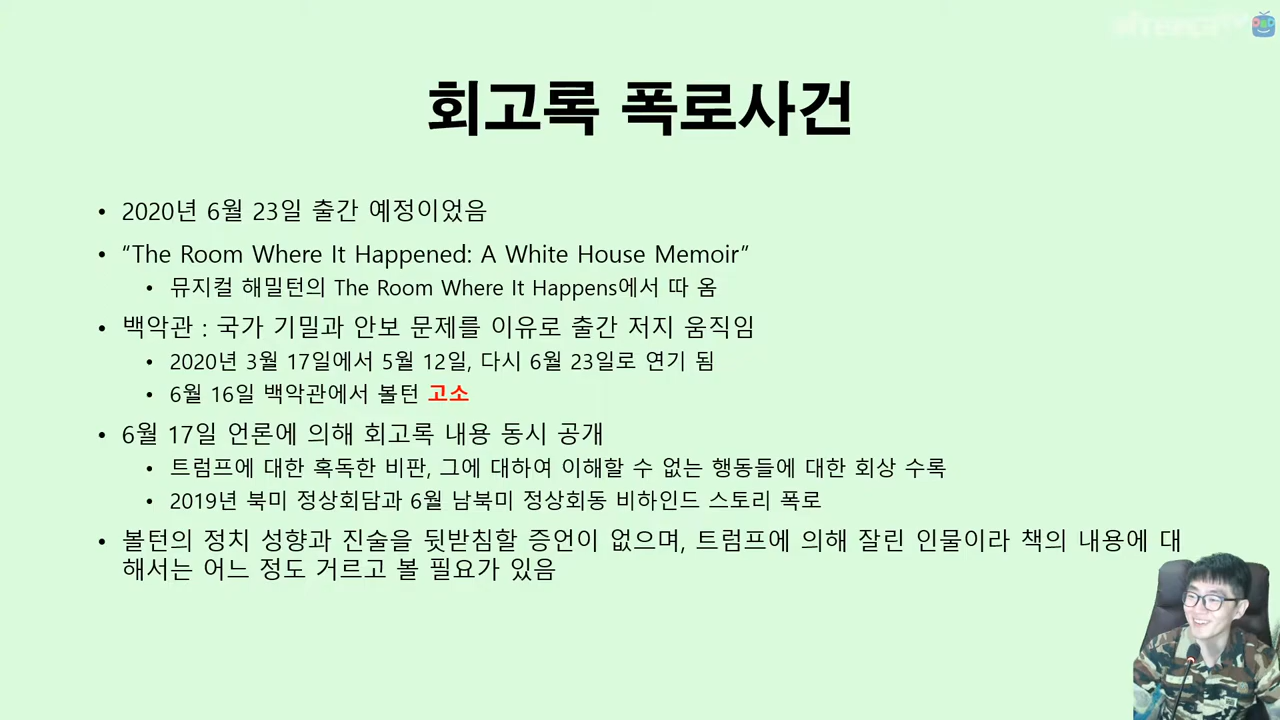 회고록 폭로사건
• 2020년 6월 23일 출간 예정이었음
• “The Room Where It Happened: A White House Memoir”
• 뮤지컬 해밀턴의 The Room Where It Happens에서 따 옴
• 백악관 : 국가 기밀과 안보 문제를 이유로 출간 저지 움직임
• 2020년 3월 17일에서 5월 12일, 다시 6월 23일로 연기 됨
• 6월 16일 백악관에서 볼턴 고소
• 6월 17일 언론에 의해 회고록 내용 동시 공개
• 트럼프에 대한 혹독한 비판, 그에 대하여 이해할 수 없는 행동들에 대한 회상 수록
• 2019년 북미 정상회담과 6월 남북미 정상회동 비하인드 스토리 폭로
• 볼턴의 정치 성향과 진술을 뒷받침할 증언이 없으며, 트럼프에 의해 잘린 인물이라 책의 내용에 대
해서는 어느 정도 거르고 볼 필요가 있음